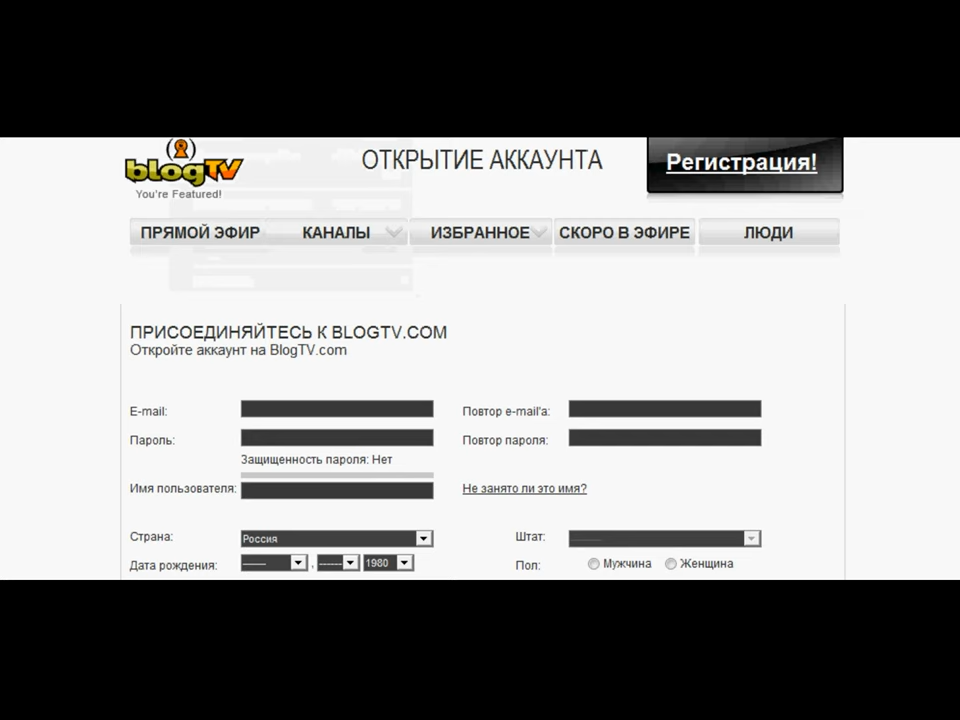 blogTV
You're Featured!
ОТКРЫТИЕ АККАУНТА
Регистрация!
ПРЯМОЙ ЭФИР КАНАЛЫ ИЗБРАННОЕ СКОРО В ЭФИРЕ ЛЮДИ
ПРИСОЕДИНЯЙТЕСЬ К BLOGTV.COM
Откройте аккаунт на BlogTV.com
E-mail: Повтор e-mail'a:
Пароль: Повтор пароля:
Защищенность пароля: Нет
Имя пользователя: Не занято ли это имя?
Страна: Россия Штат: --------
Дата рождения: ------ , ------ 1980 Пол: Мужчина Женщина